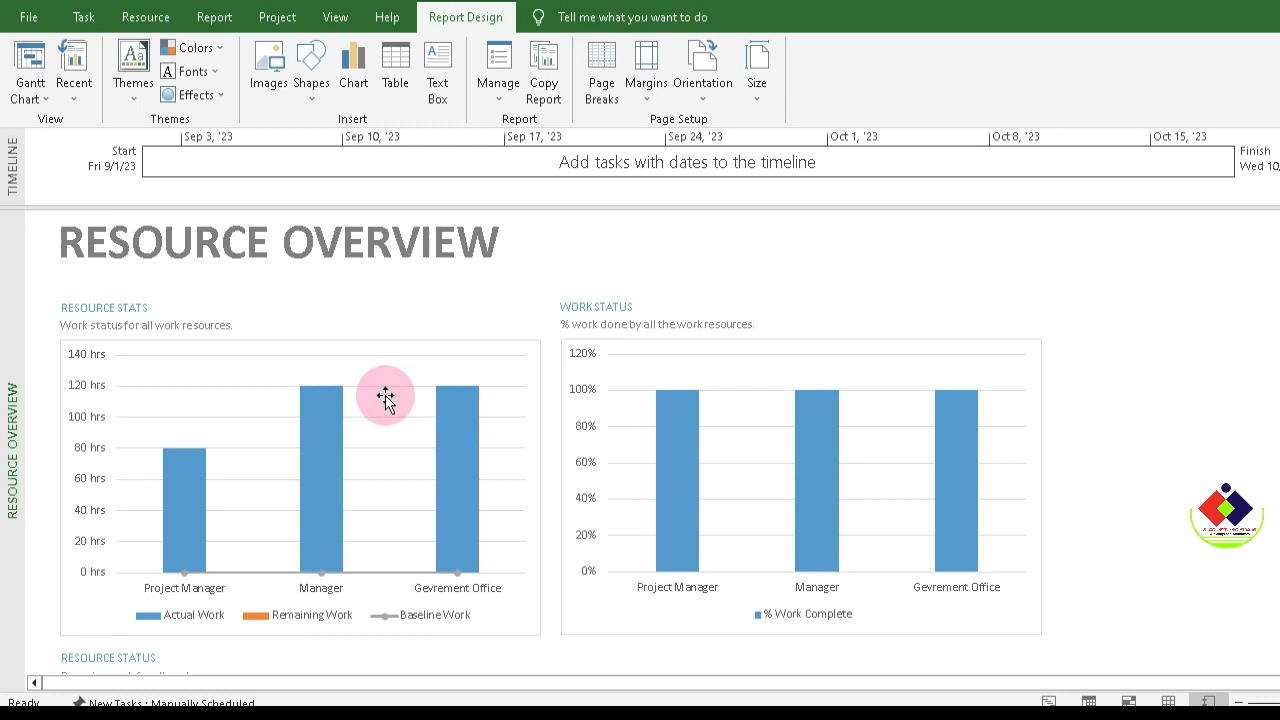 File Task Resource Report Project View Help Report Design Tell me what you want to do
Gantt Chart Recent Themes Colors Fonts Effects Images Shapes Chart Table Text Box Manage Copy Report Page Breaks Margins Orientation Size
View Themes Insert Report Page Setup
TIMELINE
Sep 3, '23 Sep 10, '23 Sep 17, '23 Sep 24, '23 Oct 1, '23 Oct 8, '23 Oct 15, '23
Start
Fri 9/1/23
Add tasks with dates to the timeline
Finish
Wed 10,
RESOURCE OVERVIEW
RESOURCE OVERVIEW
RESOURCE STATS
Work status for all work resources.
140 hrs
120 hrs
100 hrs
80 hrs
60 hrs
40 hrs
20 hrs
0 hrs
Project Manager Manager Gevrement Office
Actual Work Remaining Work Baseline Work
WORK STATUS
% work done by all the work resources.
120%
100%
80%
60%
40%
20%
0%
Project Manager Manager Gevrement Office
% Work Complete
RESOURCE STATUS
Ready New Tasks : Manually Scheduled